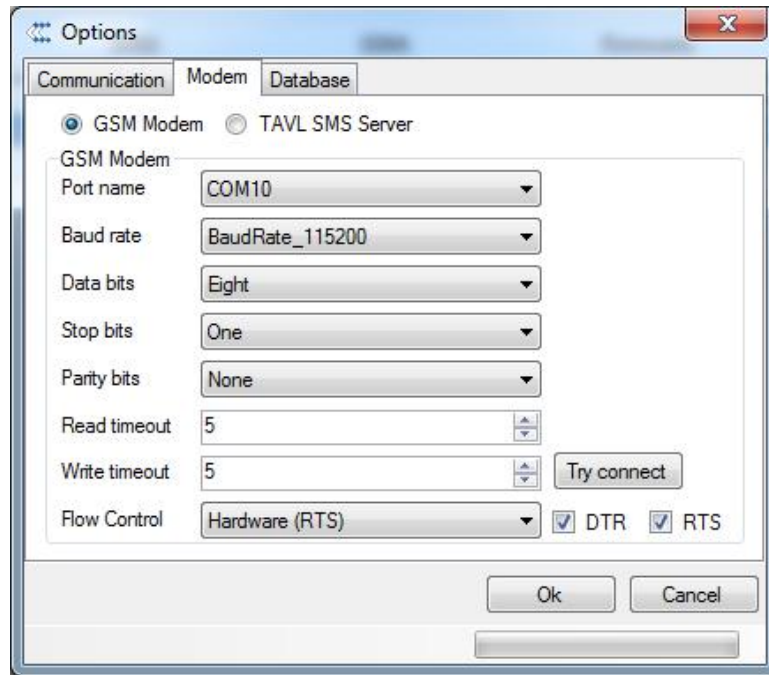 Options
Communication Modem Database
GSM Modem TAVL SMS Server
GSM Modem
Port name COM10
Baud rate BaudRate_115200
Data bits Eight
Stop bits One
Parity bits None
Read timeout 5
Write timeout 5 Try connect
Flow Control Hardware (RTS) DTR RTS
Ok Cancel